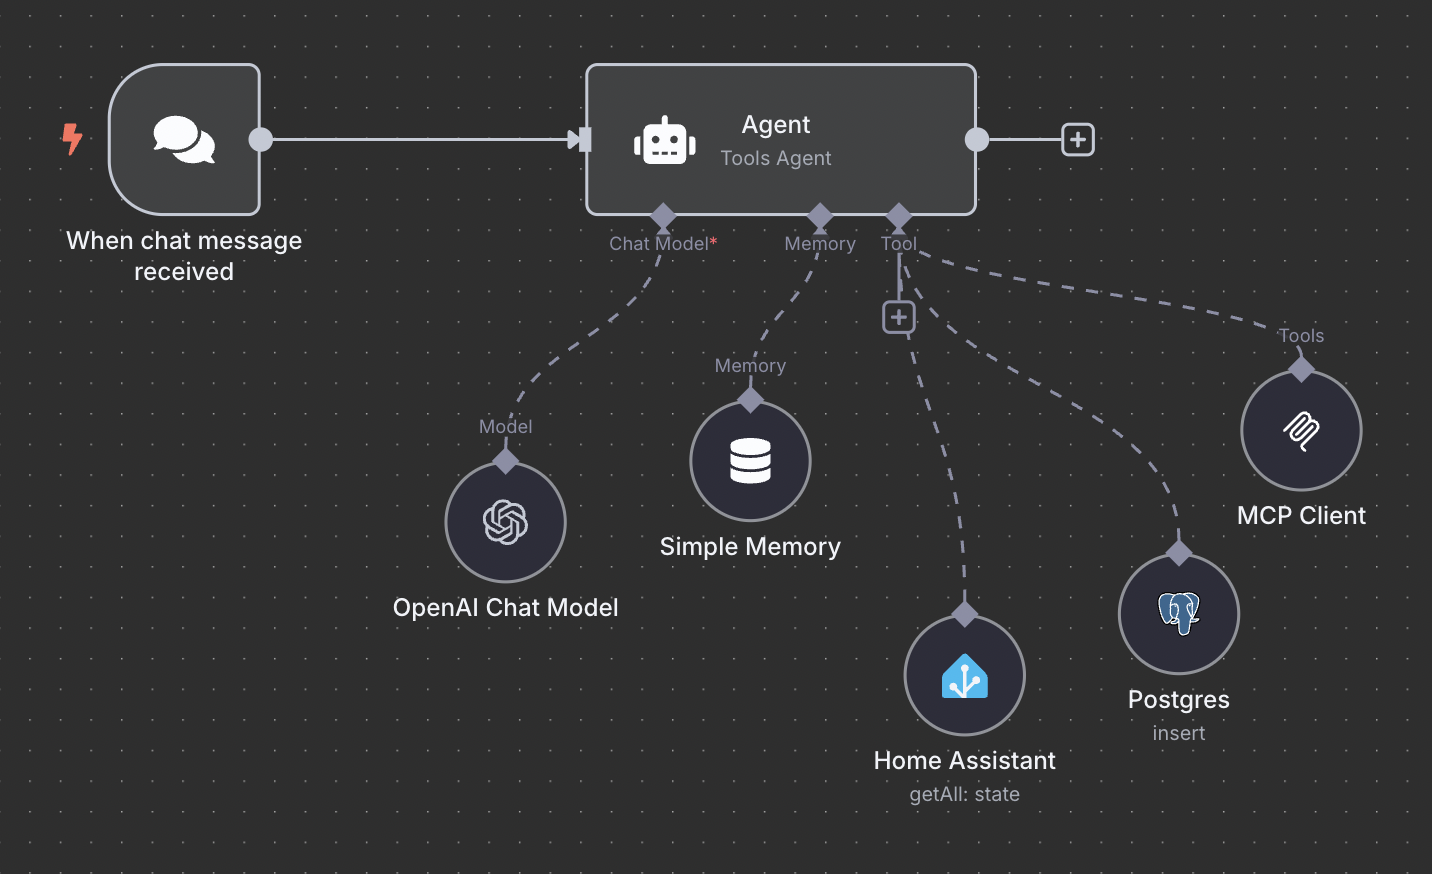 When chat message
received
Agent
Tools Agent
Chat Model*
Memory
Tool
Model
OpenAI Chat Model
Memory
Simple Memory
Home Assistant
getAll: state
Postgres
insert
Tools
MCP Client